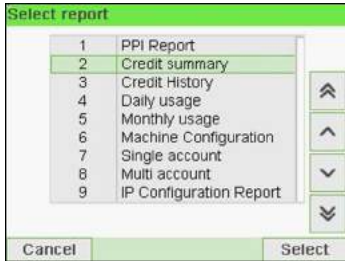 Select report
1 PPI Report
2 Credit summary
3 Credit History
4 Daily usage
5 Monthly usage
6 Machine Configuration
7 Single account
8 Multi account
9 IP Configuration Report
Cancel Select